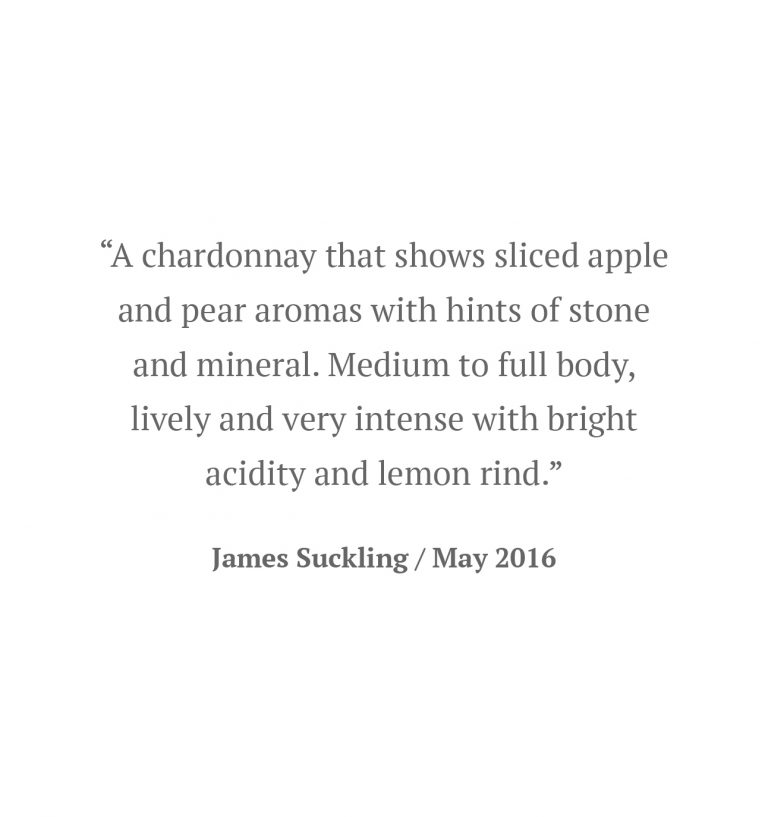 “A chardonnay that shows sliced apple
and pear aromas with hints of stone
and mineral. Medium to full body,
lively and very intense with bright
acidity and lemon rind.”
James Suckling / May 2016